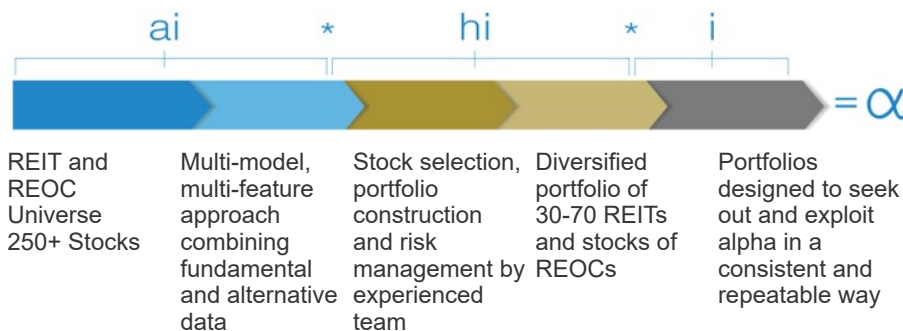 ai * hi * i
= α
REIT and
REOC
Universe
250+ Stocks
Multi-model,
multi-feature
approach
combining
fundamental
and alternative
data
Stock selection,
portfolio
construction
and risk
management by
experienced
team
Diversified
portfolio of
30-70 REITs
and stocks of
REOCs
Portfolios
designed to seek
out and exploit
alpha in a
consistent and
repeatable way